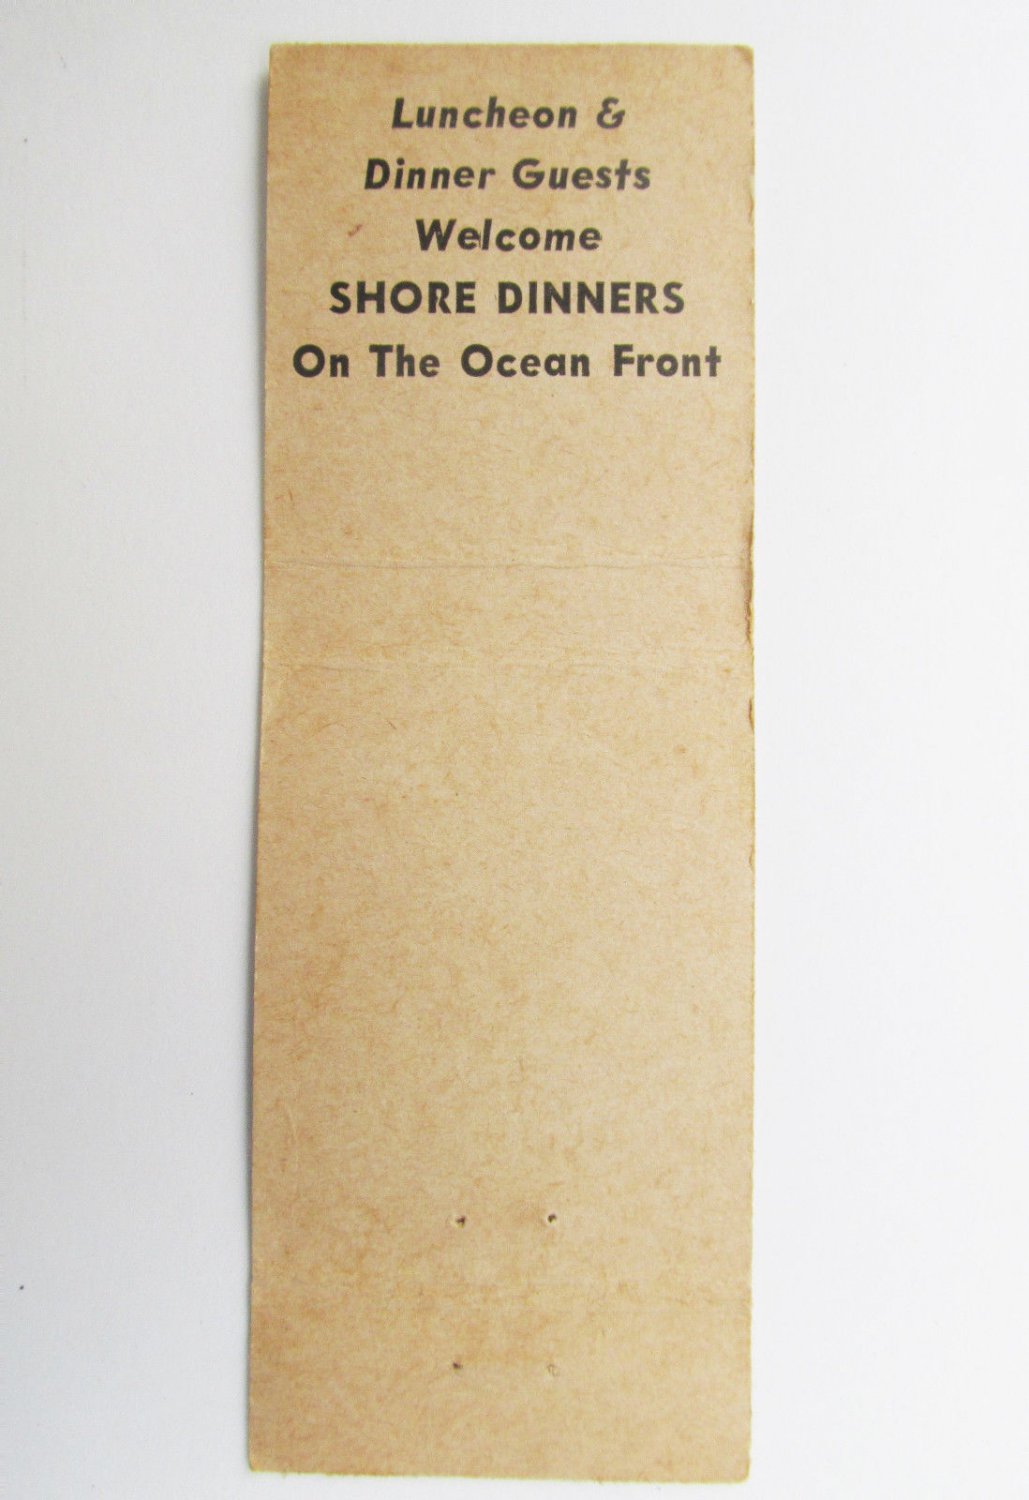 Luncheon &
Dinner Guests
Welcome
SHORE DINNERS
On The Ocean Front